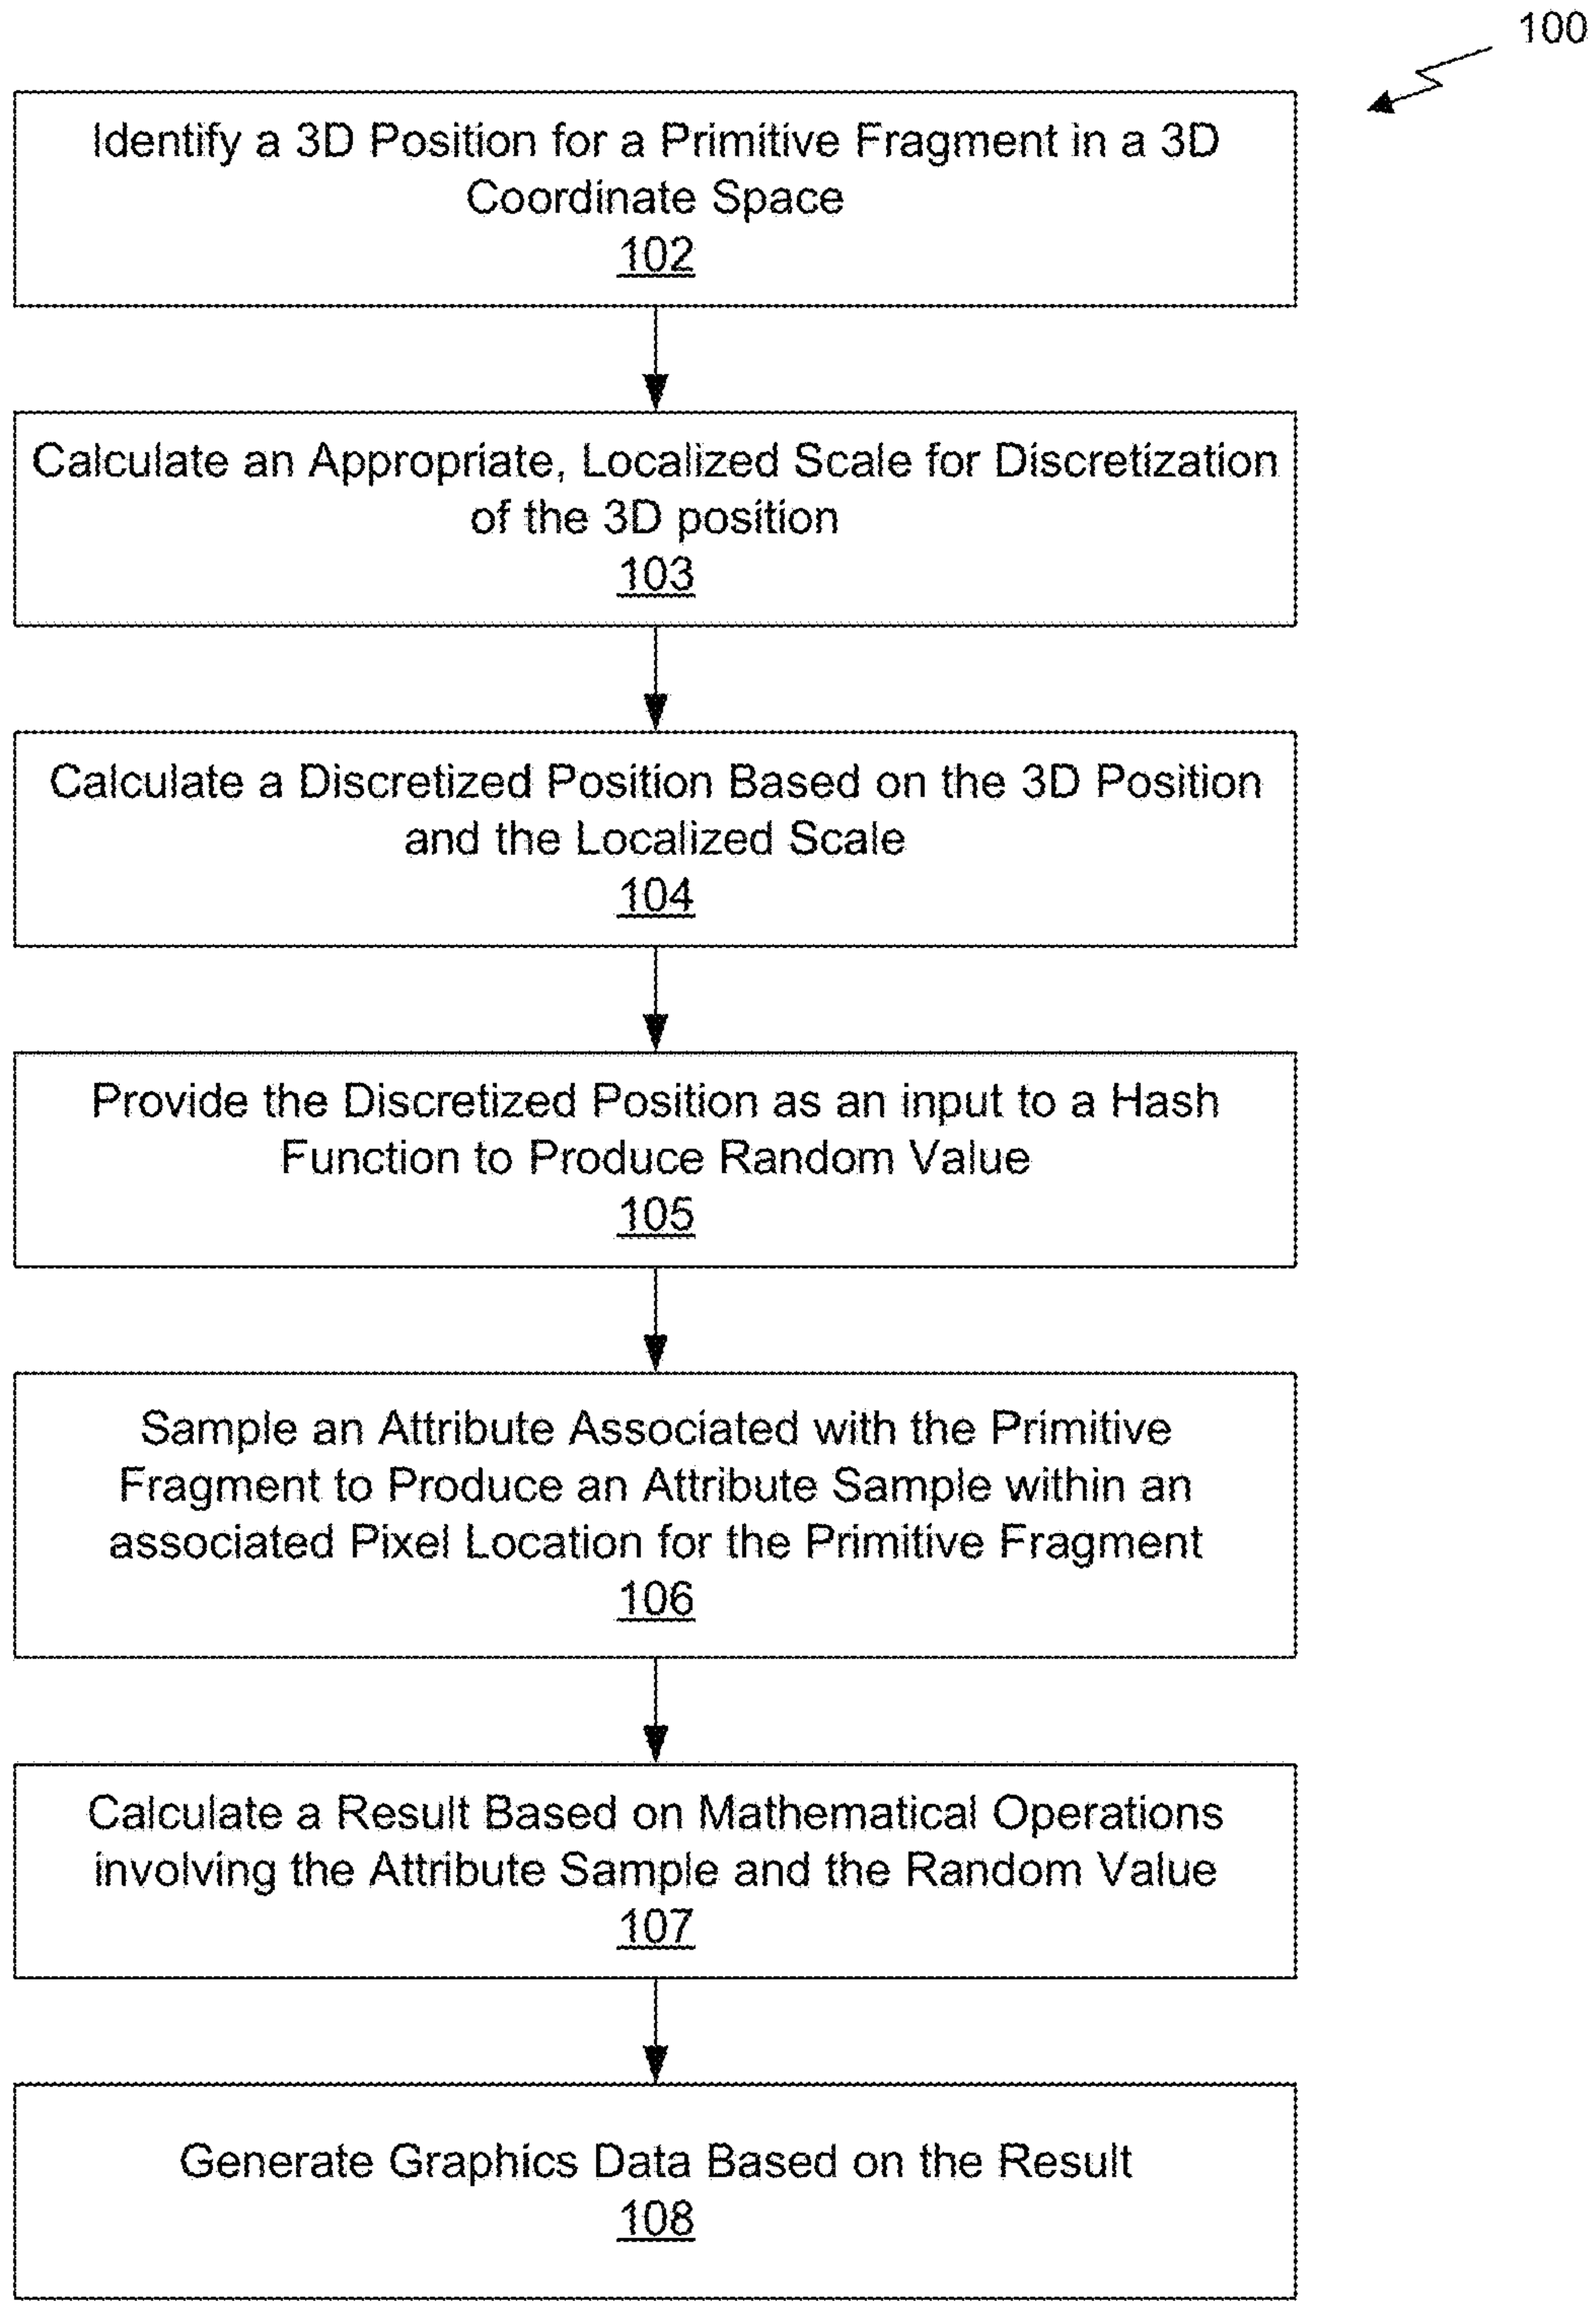 100
Identify a 3D Position for a Primitive Fragment in a 3D
Coordinate Space
102
Calculate an Appropriate, Localized Scale for Discretization
of the 3D position
103
Calculate a Discretized Position Based on the 3D Position
and the Localized Scale
104
Provide the Discretized Position as an input to a Hash
Function to Produce Random Value
105
Sample an Attribute Associated with the Primitive
Fragment to Produce an Attribute Sample within an
associated Pixel Location for the Primitive Fragment
106
Calculate a Result Based on Mathematical Operations
involving the Attribute Sample and the Random Value
107
Generate Graphics Data Based on the Result
108